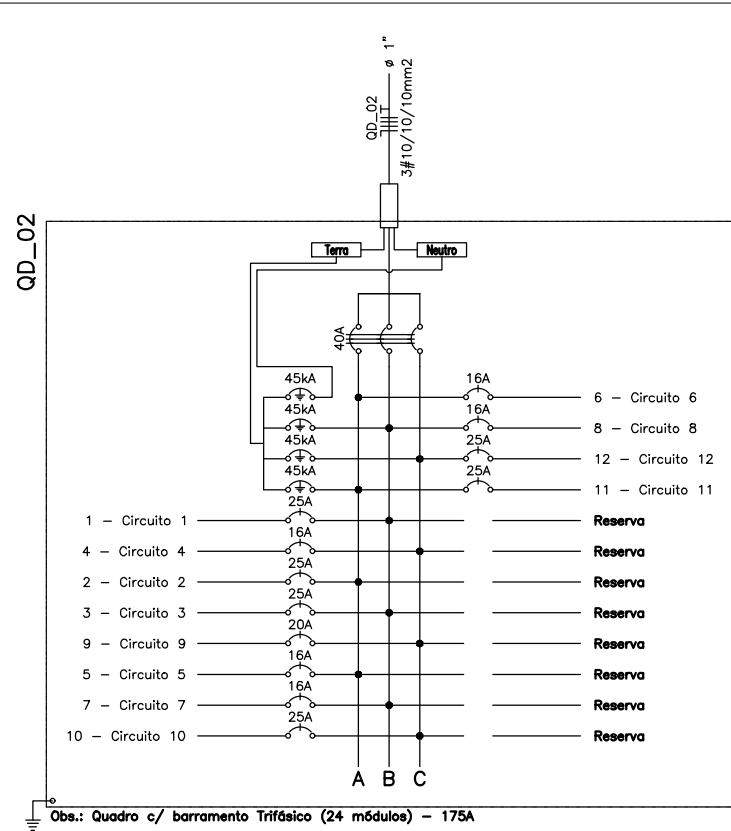 ø 1"
QD_02
3#10/10/10mm2
QD_02
Terra
Neutro
40A
45kA
16A
6 – Circuito 6
45kA
16A
8 – Circuito 8
45kA
25A
12 – Circuito 12
45kA
25A
11 – Circuito 11
25A
1 – Circuito 1
Reserva
16A
4 – Circuito 4
Reserva
25A
2 – Circuito 2
Reserva
25A
3 – Circuito 3
Reserva
20A
9 – Circuito 9
Reserva
16A
5 – Circuito 5
Reserva
16A
7 – Circuito 7
Reserva
25A
10 – Circuito 10
Reserva
A B C
Obs.: Quadro c/ barramento Trifásico (24 módulos) – 175A